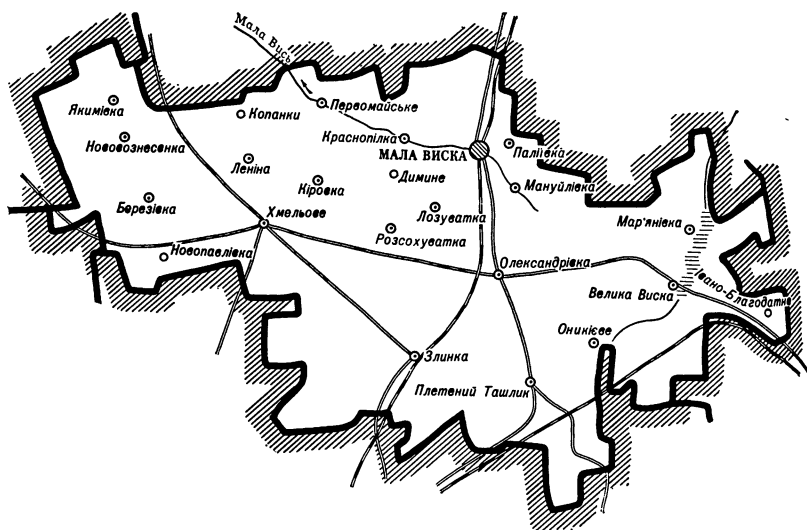 Мала Вись
Якимівка
Копанки
Первомайське
Нововознесенка
Краснопілка
МАЛА ВИСКА
Паліївка
Леніна
Кіровка
Димине
Мануйлівка
Березівка
Хмельове
Лозуватка
Розсохуватка
Мар'янівка
Новопавлівка
Олександрівка
Велика Виска
Івано-Благодатне
Оникієве
Злинка
Плетений Ташлик